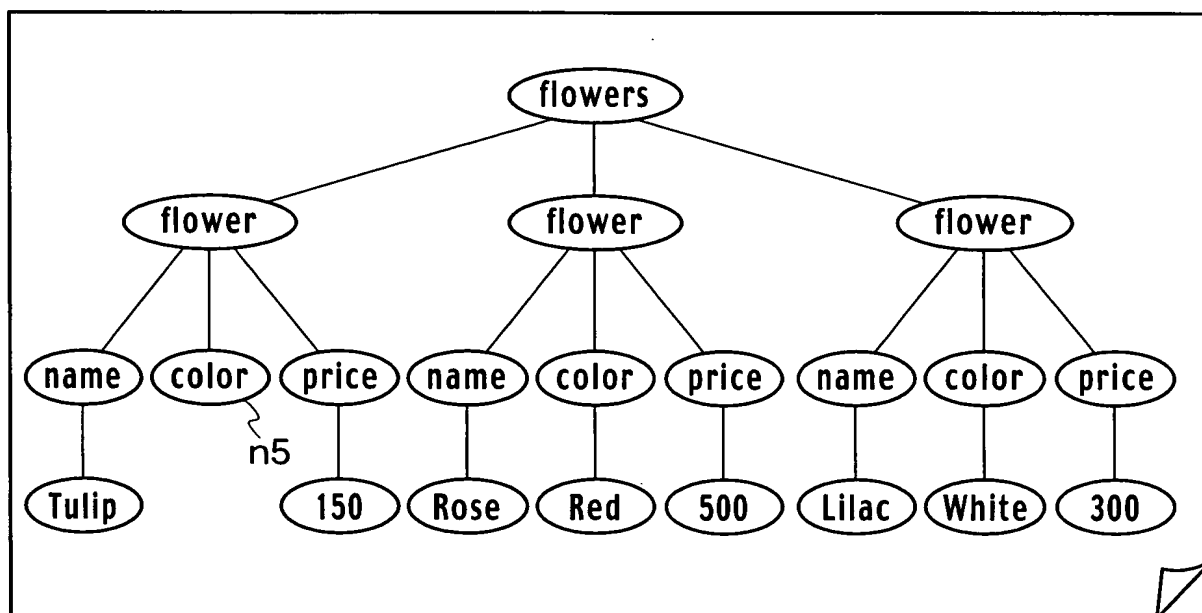 flowers
flower flower flower
name color price name color price name color price
n5
Tulip 150 Rose Red 500 Lilac White 300